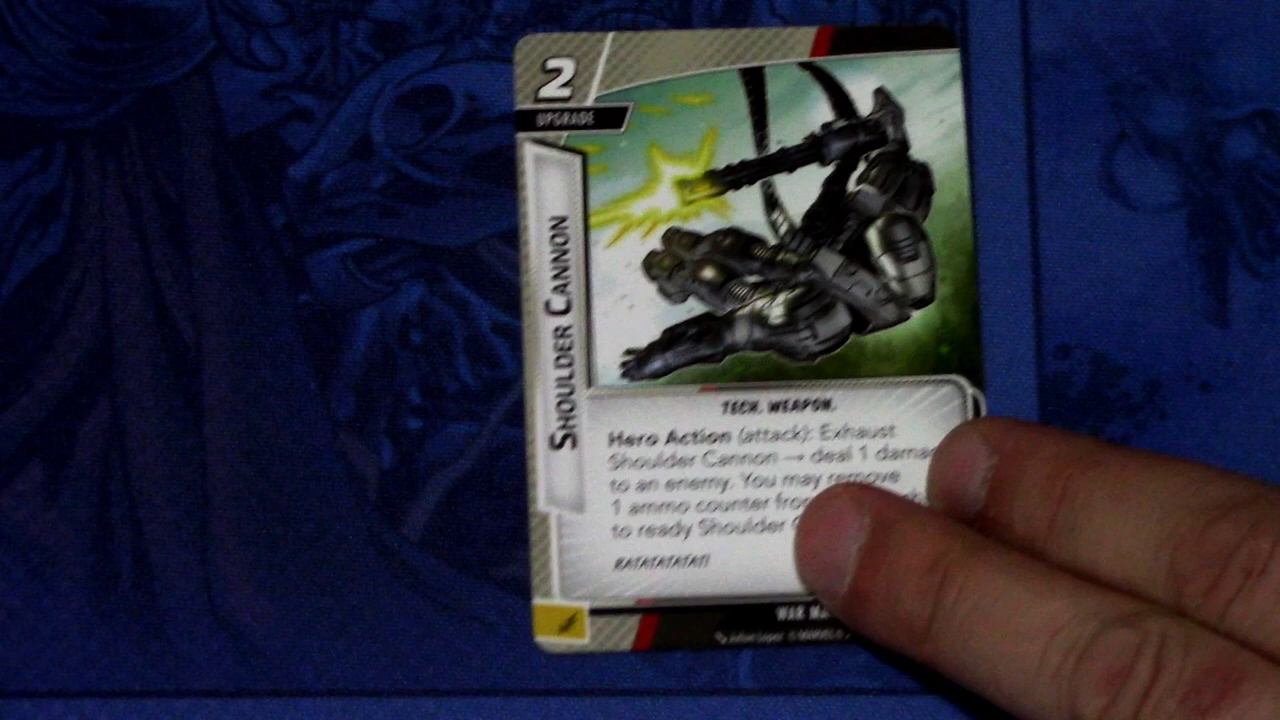 2
UPGRADE
SHOULDER CANNON
TECH. WEAPON.
Hero Action (attack): Exhaust
Shoulder Cannon → deal 1
to an enemy. You may remove
1 ammo counter
to ready Shoulder
RATATATATAT!
WAR